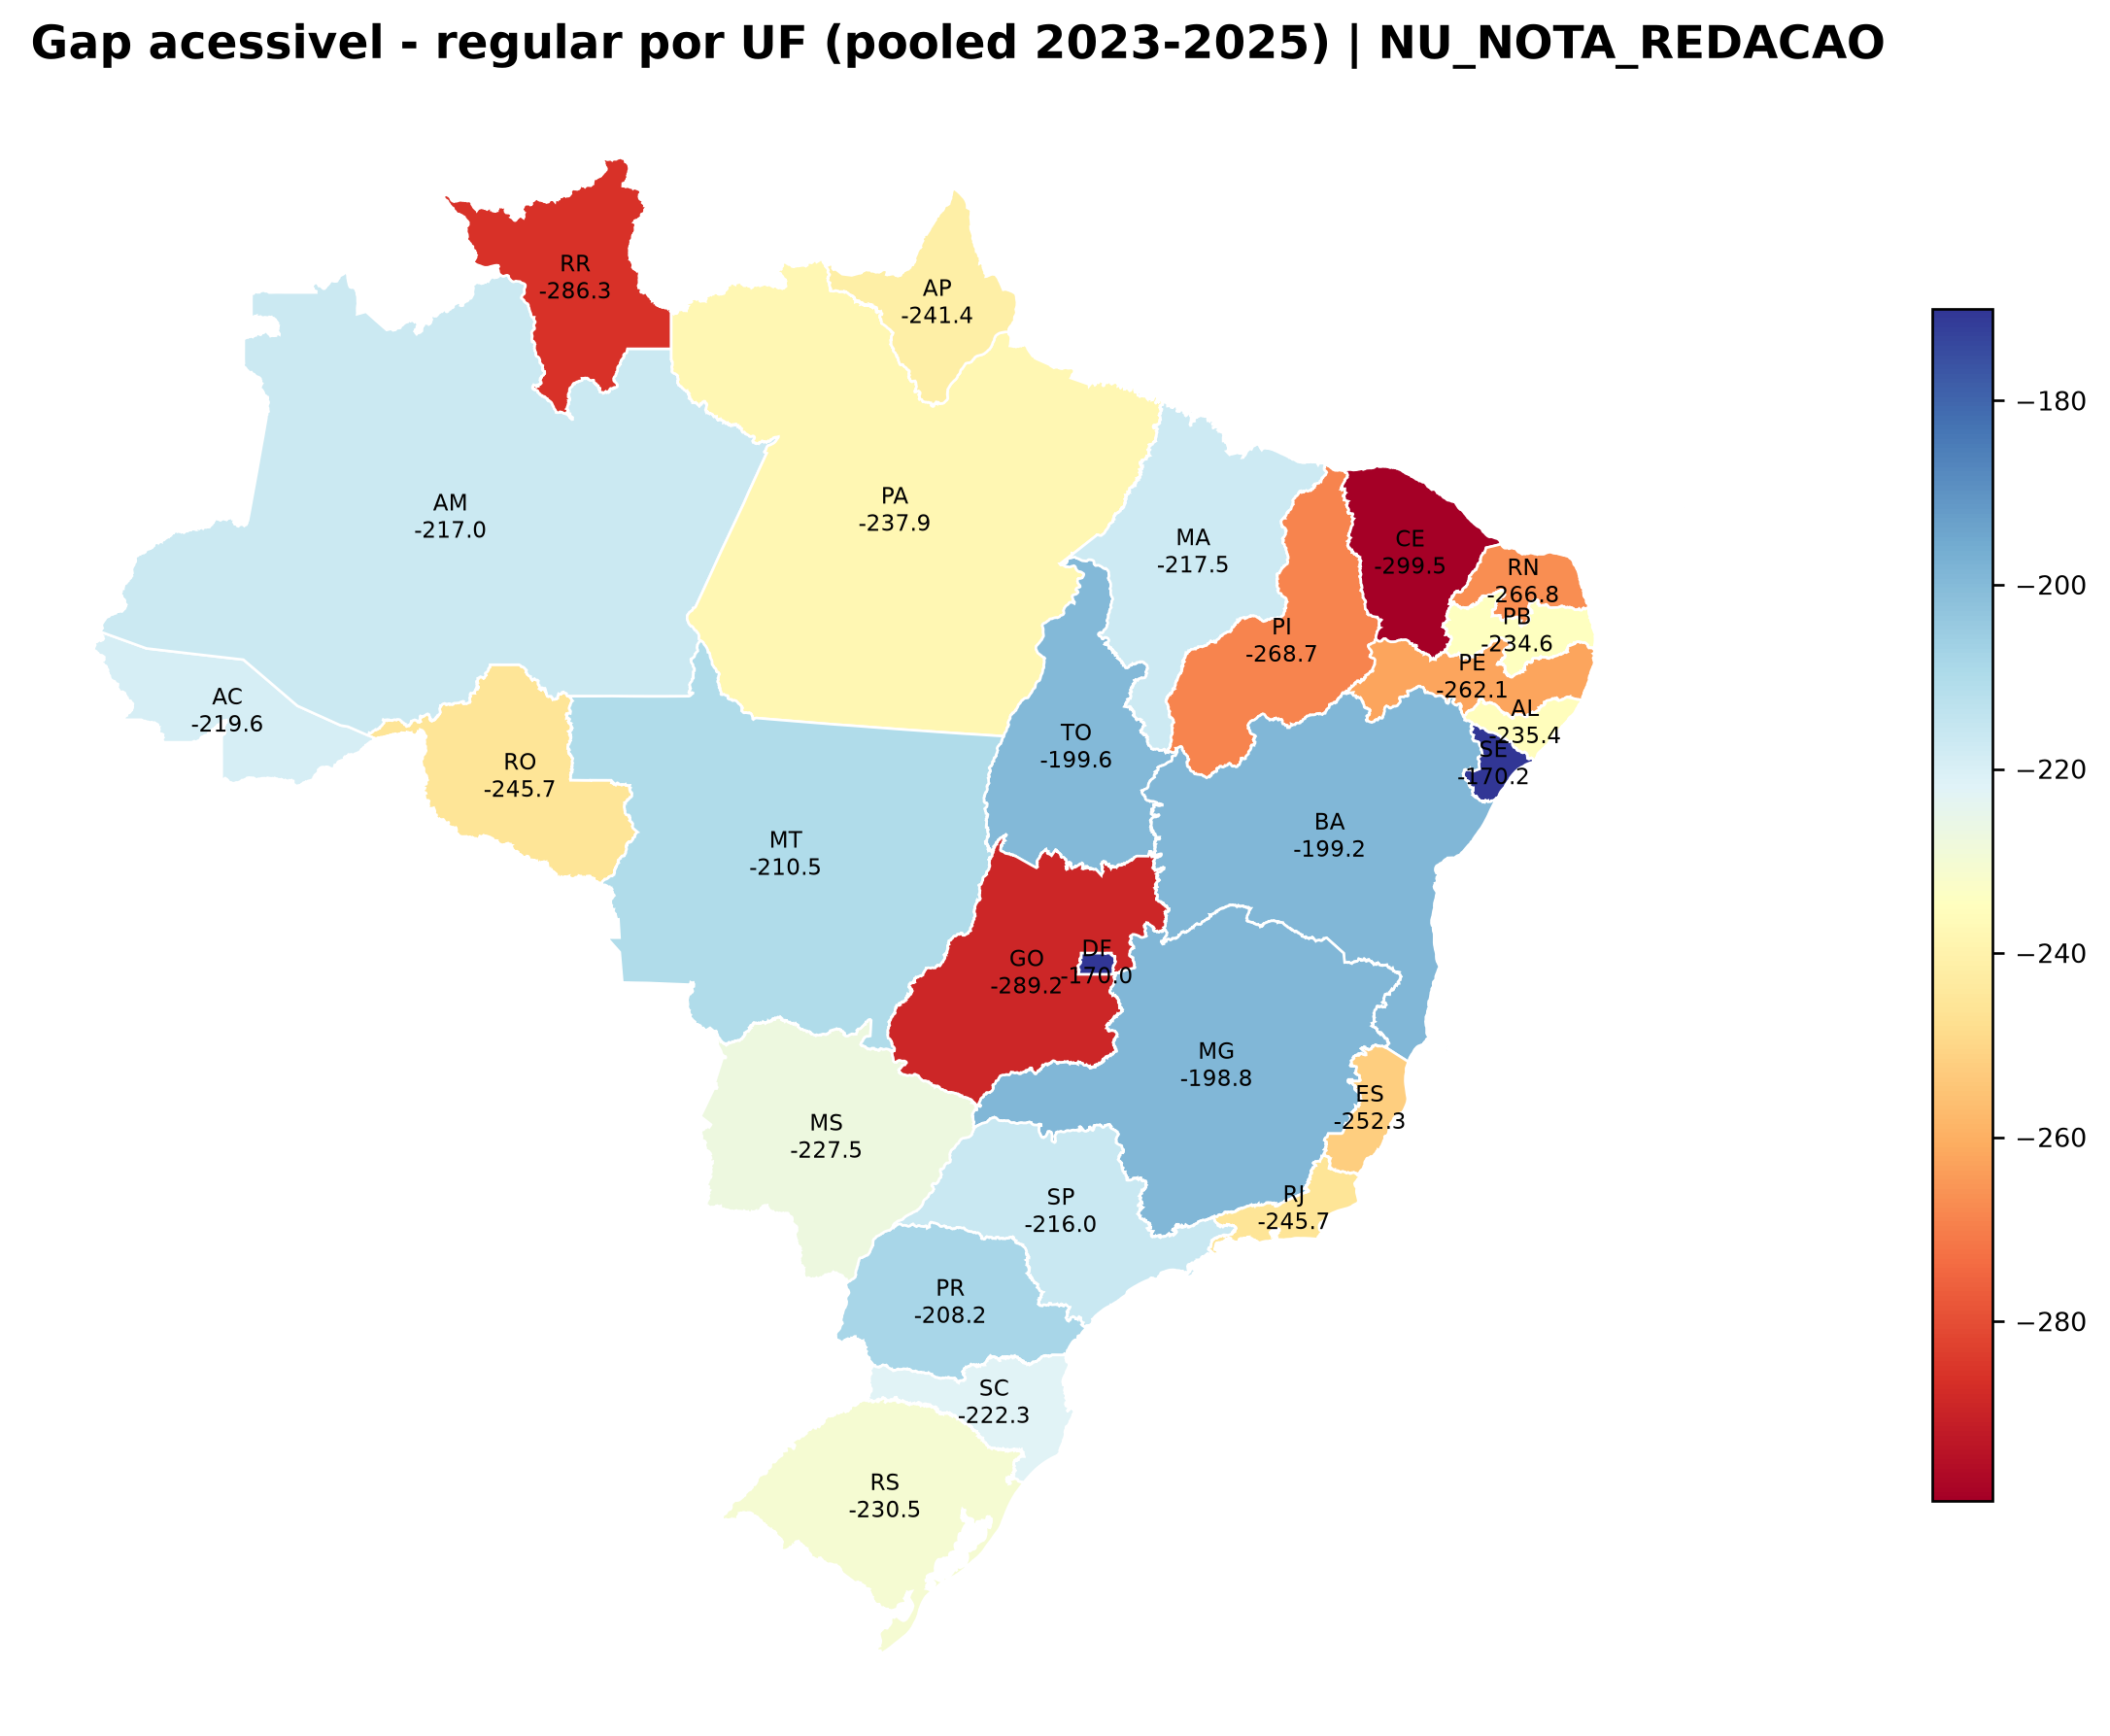 Gap acessivel - regular por UF (pooled 2023-2025) | NU_NOTA_REDACAO
RR
-286.3
AP
-241.4
AM
-217.0
PA
-237.9
MA
-217.5
CE
-299.5
RN
-266.8
PB
-234.6
PI
-268.7
PE
-262.1
AL
-235.4
SE
-170.2
AC
-219.6
RO
-245.7
TO
-199.6
MT
-210.5
BA
-199.2
GO
-289.2
DF
-170.0
MG
-198.8
ES
-252.3
MS
-227.5
SP
-216.0
RJ
-245.7
PR
-208.2
SC
-222.3
RS
-230.5
−180
−200
−220
−240
−260
−280